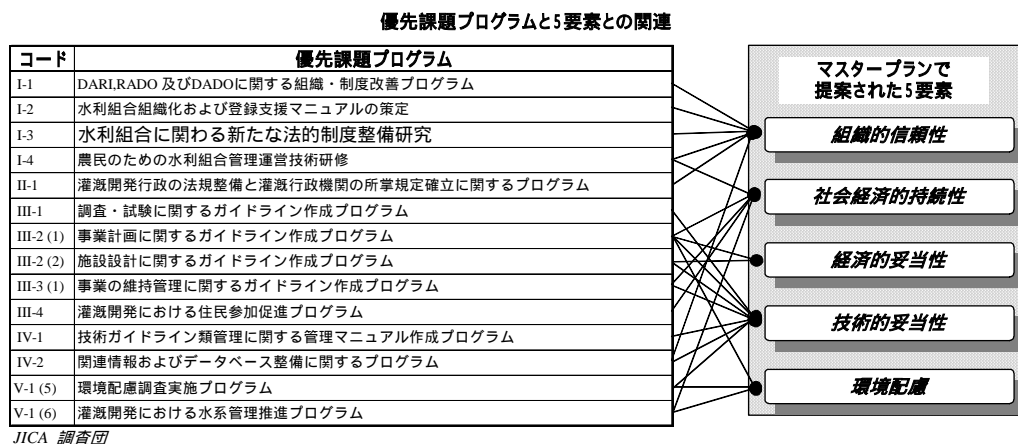 優先課題プログラムと5要素との関連
コード 優先課題プログラム
I-1 DARI,RADO 及びDADOに関する組織・制度改善プログラム
I-2 水利組合組織化および登録支援マニュアルの策定
I-3 水利組合に関わる新たな法的制度整備研究
I-4 農民のための水利組合管理運営技術研修
II-1 灌漑開発行政の法規整備と灌漑行政機関の所掌規定確立に関するプログラム
III-1 調査・試験に関するガイドライン作成プログラム
III-2 (1) 事業計画に関するガイドライン作成プログラム
III-2 (2) 施設設計に関するガイドライン作成プログラム
III-3 (1) 事業の維持管理に関するガイドライン作成プログラム
III-4 灌漑開発における住民参加促進プログラム
IV-1 技術ガイドライン類管理に関する管理マニュアル作成プログラム
IV-2 関連情報およびデータベース整備に関するプログラム
V-1 (5) 環境配慮調査実施プログラム
V-1 (6) 灌漑開発における水系管理推進プログラム
JICA 調査団
マスタープランで
提案された5要素
組織的信頼性
社会経済的持続性
経済的妥当性
技術的妥当性
環境配慮